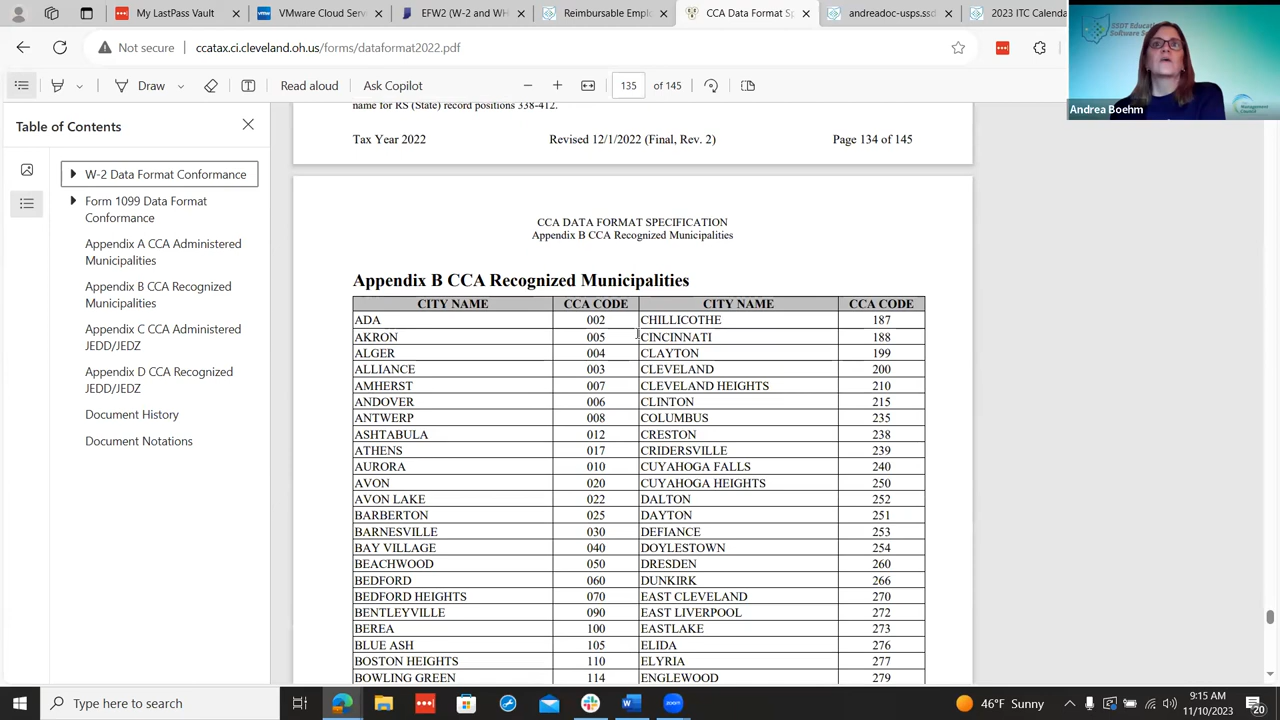 My LastPass Vault
VMware Cloud Serv
EFW2 (W-2 and WH
Reimbursable Employ
CCA Data Format Sp
andreadoc-usps.ssd
2023 ITC Calenda
Not secure
ccatax.ci.cleveland.oh.us/forms/dataformat2022.pdf
Draw
Read aloud
Ask Copilot
135
of 145
Andrea Boehm
Table of Contents
W-2 Data Format Conformance
Form 1099 Data Format
Conformance
Appendix A CCA Administered
Municipalities
Appendix B CCA Recognized
Municipalities
Appendix C CCA Administered
JEDD/JEDZ
Appendix D CCA Recognized
JEDD/JEDZ
Document History
Document Notations
name for RS (State) record positions 338-412.
Tax Year 2022 Revised 12/1/2022 (Final, Rev. 2) Page 134 of 145
CCA DATA FORMAT SPECIFICATION
Appendix B CCA Recognized Municipalities
Appendix B CCA Recognized Municipalities
CITY NAME CCA CODE CITY NAME CCA CODE
ADA 002 CHILLICOTHE 187
AKRON 005 CINCINNATI 188
ALGER 004 CLAYTON 199
ALLIANCE 003 CLEVELAND 200
AMHERST 007 CLEVELAND HEIGHTS 210
ANDOVER 006 CLINTON 215
ANTWERP 008 COLUMBUS 235
ASHTABULA 012 CRESTON 238
ATHENS 017 CRIDERSVILLE 239
AURORA 010 CUYAHOGA FALLS 240
AVON 020 CUYAHOGA HEIGHTS 250
AVON LAKE 022 DALTON 252
BARBERTON 025 DAYTON 251
BARNESVILLE 030 DEFIANCE 253
BAY VILLAGE 040 DOYLESTOWN 254
BEACHWOOD 050 DRESDEN 260
BEDFORD 060 DUNKIRK 266
BEDFORD HEIGHTS 070 EAST CLEVELAND 270
BENTLEYVILLE 090 EAST LIVERPOOL 272
BEREA 100 EASTLAKE 273
BLUE ASH 105 ELIDA 276
BOSTON HEIGHTS 110 ELYRIA 277
BOWLING GREEN 114 ENGLEWOOD 279
Type here to search
46°F Sunny
9:15 AM
11/10/2023
20